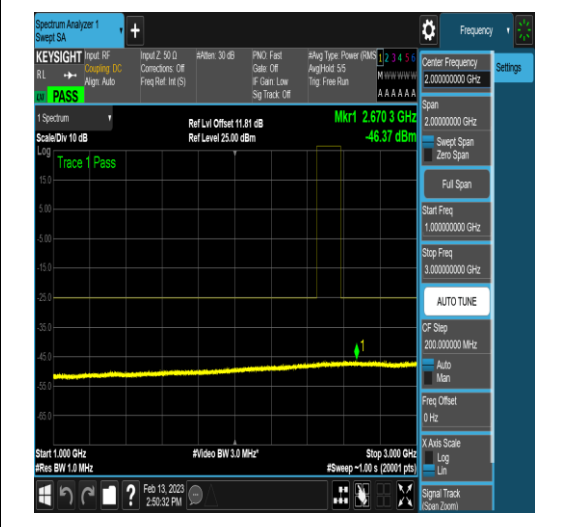 Spectrum Analyzer 1
Swept SA
+
Frequency
KEYSIGHT
RL
Input: RF
Coupling: DC
Align: Auto
Input Z: 50 Ω
Corrections: Off
Freq Ref: Int (S)
#Atten: 30 dB
PNO: Fast
Gate: Off
IF Gain: Low
Sig Track: Off
#Avg Type: Power (RMS
Avg|Hold: 5/5
Trig: Free Run
1 2 3 4 5 6
M W W W W W
A A A A A A
PASS
1 Spectrum
Scale/Div 10 dB
Ref Lvl Offset 11.81 dB
Ref Level 25.00 dBm
Mkr1 2.670 3 GHz
-46.37 dBm
Log
Trace 1 Pass
15.0
5.00
-5.00
-15.0
-25.0
-35.0
-45.0
-55.0
-65.0
1
Start 1.000 GHz
#Res BW 1.0 MHz
#Video BW 3.0 MHz*
Stop 3.000 GHz
#Sweep ~1.00 s (20001 pts)
?
Feb 13, 2023
2:50:32 PM
Center Frequency
2.000000000 GHz
Settings
Span
2.00000000 GHz
Swept Span
Zero Span
Full Span
Start Freq
1.000000000 GHz
Stop Freq
3.000000000 GHz
AUTO TUNE
CF Step
200.000000 MHz
Auto
Man
Freq Offset
0 Hz
X Axis Scale
Log
Lin
Signal Track
(Span Zoom)